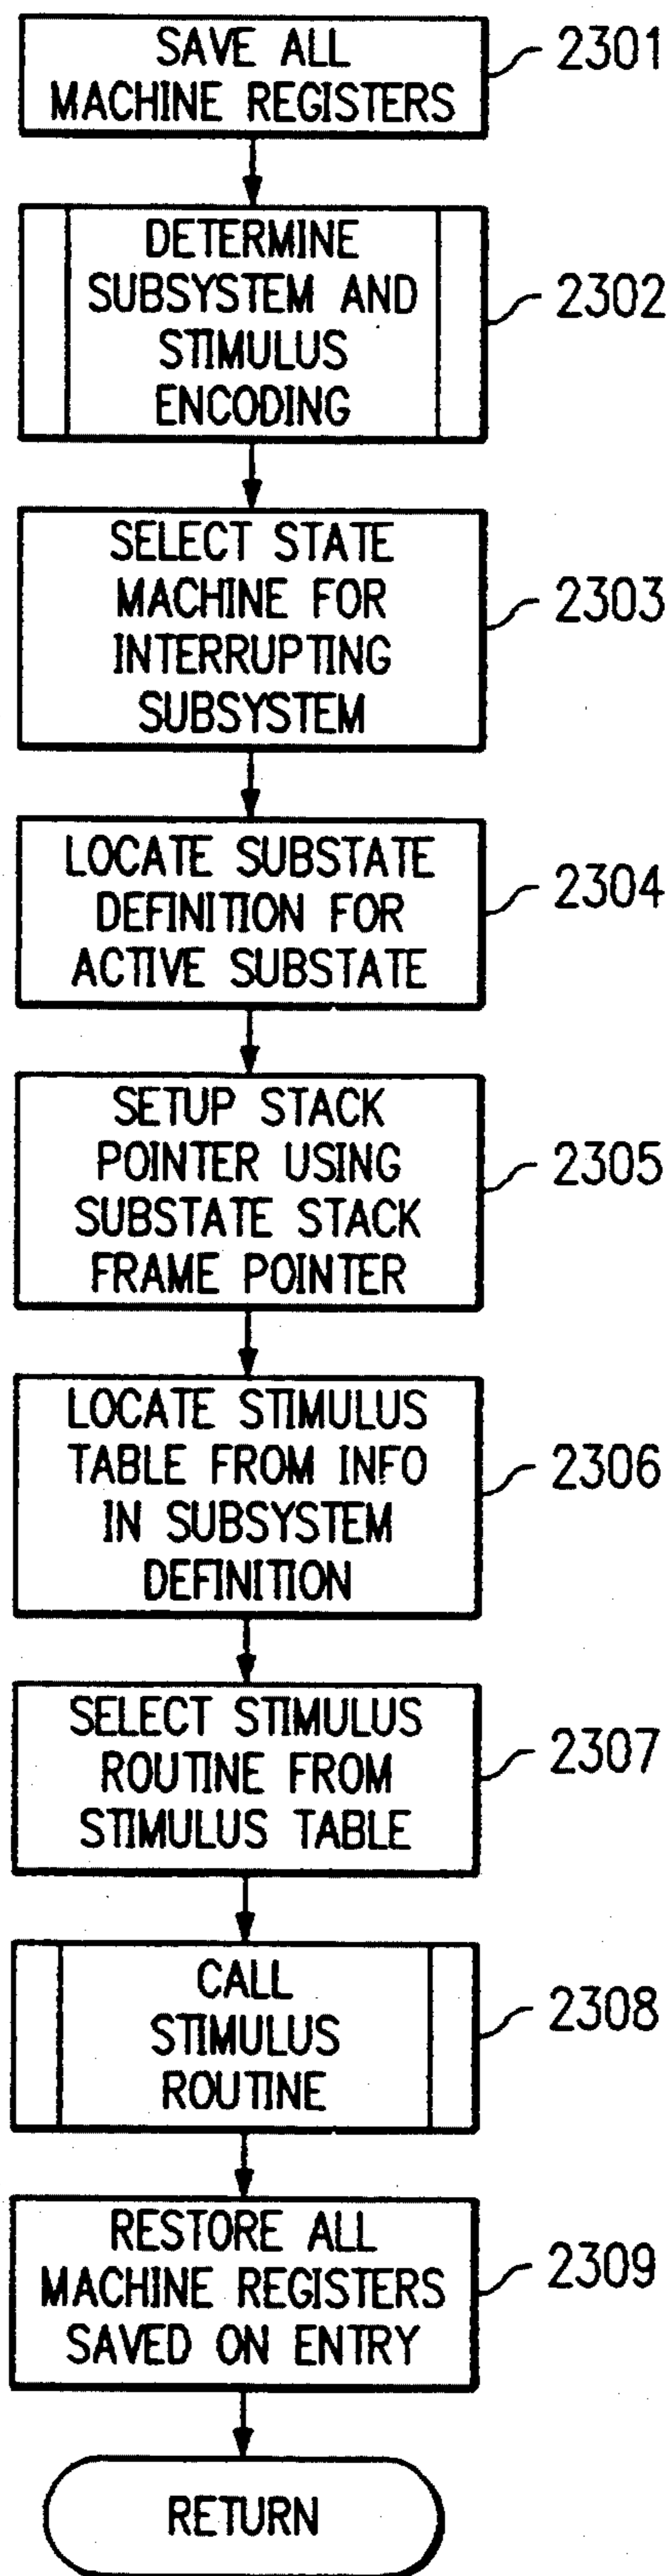 SAVE ALL
MACHINE REGISTERS
2301
DETERMINE
SUBSYSTEM AND
STIMULUS
ENCODING
2302
SELECT STATE
MACHINE FOR
INTERRUPTING
SUBSYSTEM
2303
LOCATE SUBSTATE
DEFINITION FOR
ACTIVE SUBSTATE
2304
SETUP STACK
POINTER USING
SUBSTATE STACK
FRAME POINTER
2305
LOCATE STIMULUS
TABLE FROM INFO
IN SUBSYSTEM
DEFINITION
2306
SELECT STIMULUS
ROUTINE FROM
STIMULUS TABLE
2307
CALL
STIMULUS
ROUTINE
2308
RESTORE ALL
MACHINE REGISTERS
SAVED ON ENTRY
2309
RETURN